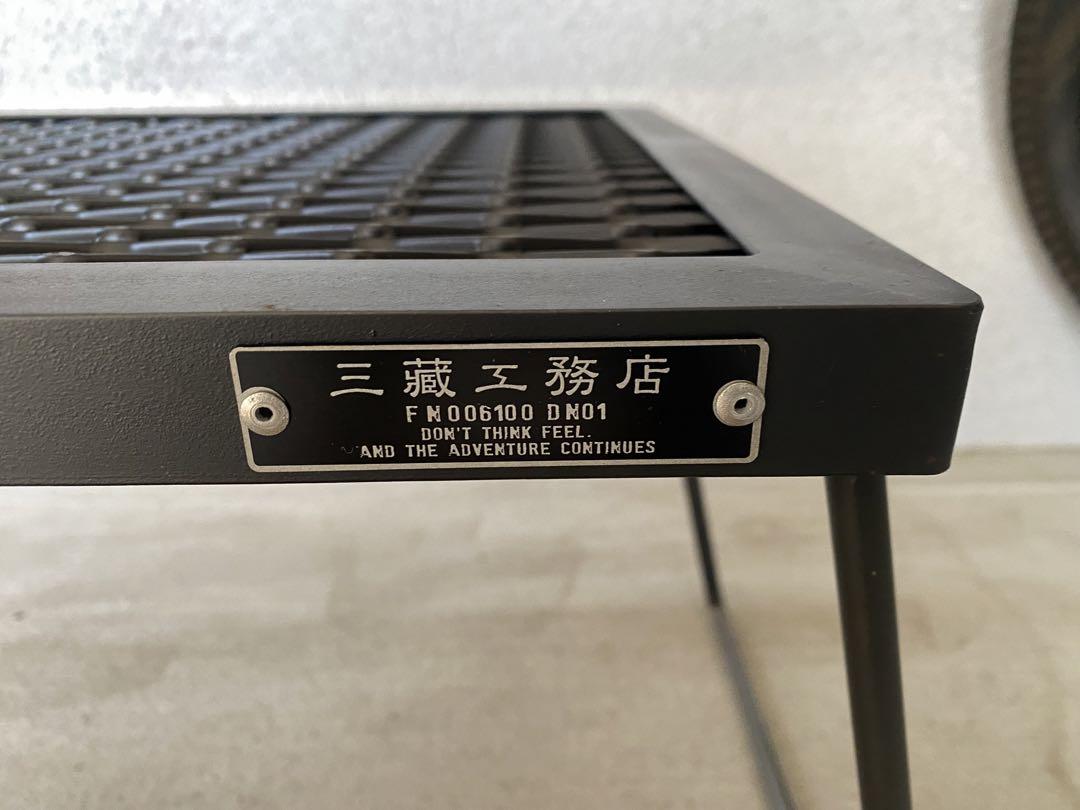 三藏工務店
FN006100 DN01
DON'T THINK FEEL.
AND THE ADVENTURE CONTINUES